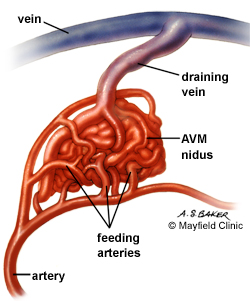 vein
draining
vein
AVM
nidus
A.S. BAKER
© Mayfield Clinic
feeding
arteries
artery